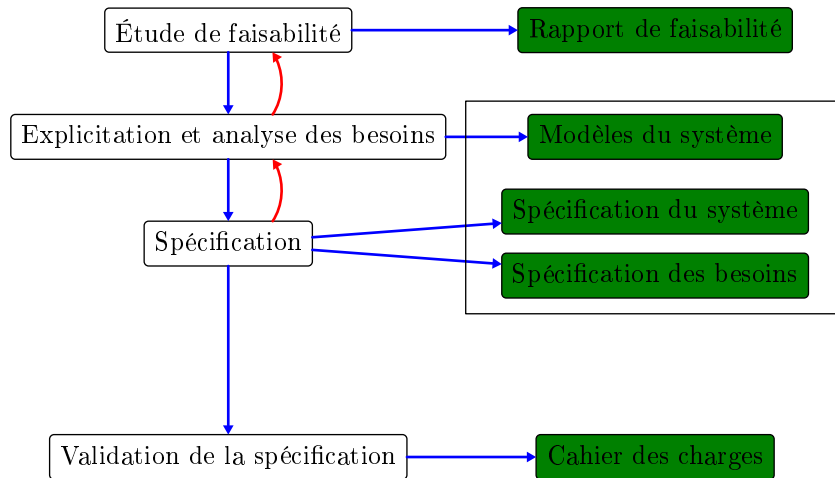 Étude de faisabilité
Rapport de faisabilité
Explicitation et analyse des besoins
Modèles du système
Spécification du système
Spécification
Spécification des besoins
Validation de la spécification
Cahier des charges